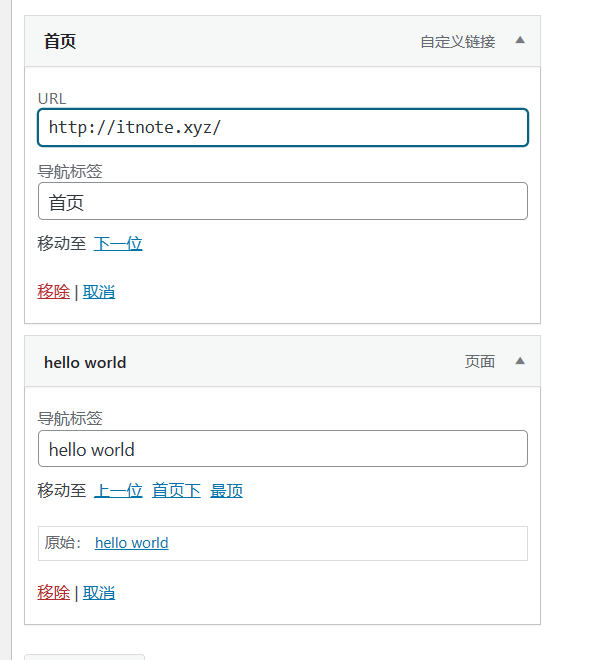 首页 自定义链接
URL
http://itnote.xyz/
导航标签
首页
移动至 下一位
移除 | 取消
hello world 页面
导航标签
hello world
移动至 上一位 首页下 最顶
原始： hello world
移除 | 取消